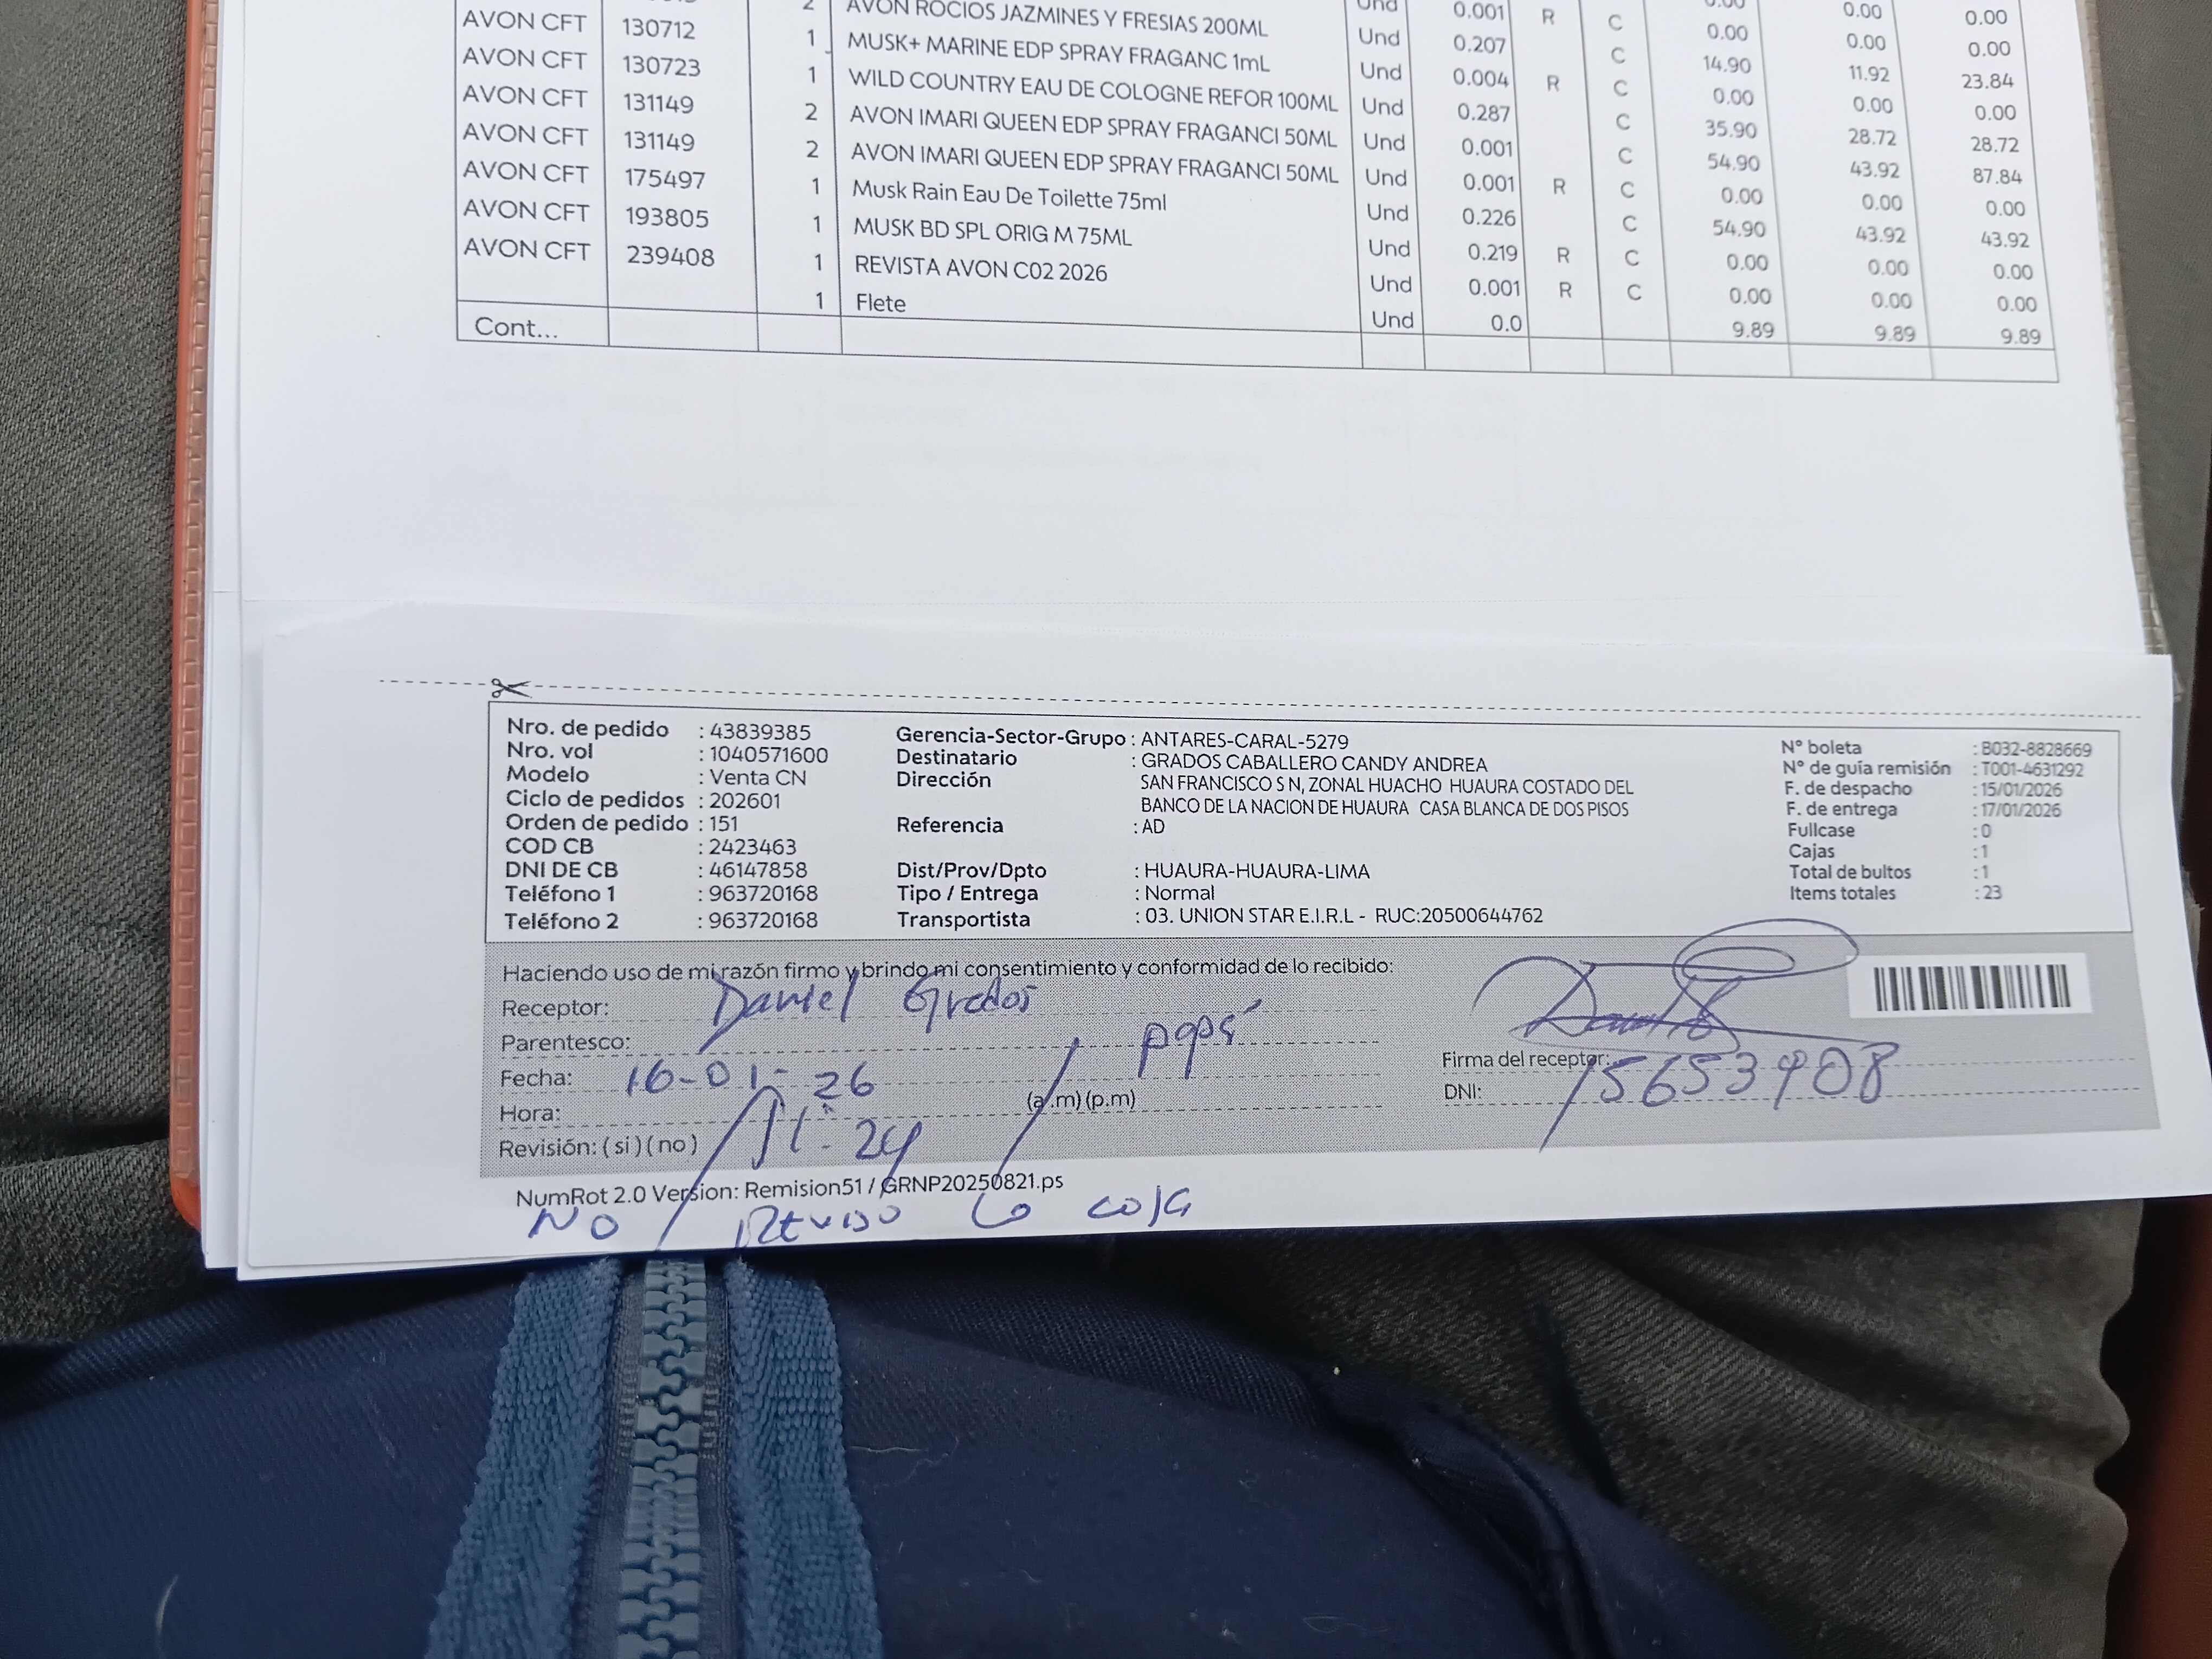 AVON CFT 130712 2 AVON ROCIOS JAZMINES Y FRESIAS 200ML Und 0.001 R C 0.00 0.00 0.00
AVON CFT 130723 1 MUSK+ MARINE EDP SPRAY FRAGANC 1mL Und 0.207 C 14.90 11.92 23.84
AVON CFT 131149 1 WILD COUNTRY EAU DE COLOGNE REFOR 100ML Und 0.004 R C 0.00 0.00 0.00
AVON CFT 131149 2 AVON IMARI QUEEN EDP SPRAY FRAGANCI 50ML Und 0.287 C 35.90 28.72 28.72
AVON CFT 175497 2 AVON IMARI QUEEN EDP SPRAY FRAGANCI 50ML Und 0.001 C 54.90 43.92 87.84
AVON CFT 193805 1 Musk Rain Eau De Toilette 75ml Und 0.001 R C 0.00 0.00 0.00
AVON CFT 239408 1 MUSK BD SPL ORIG M 75ML Und 0.226 C 54.90 43.92 43.92
1 REVISTA AVON C02 2026 Und 0.219 R C 0.00 0.00 0.00
1 Flete Und 0.001 R C 0.00 0.00 0.00
Cont... Und 0.0 9.89 9.89 9.89
Nro. de pedido : 43839385
Nro. vol : 1040571600
Modelo : Venta CN
Ciclo de pedidos : 202601
Orden de pedido : 151
COD CB : 2423463
DNI DE CB : 46147858
Teléfono 1 : 963720168
Teléfono 2 : 963720168
Gerencia-Sector-Grupo : ANTARES-CARAL-5279
Destinatario : GRADOS CABALLERO CANDY ANDREA
Dirección SAN FRANCISCO S N, ZONAL HUACHO HUAURA COSTADO DEL
BANCO DE LA NACION DE HUAURA CASA BLANCA DE DOS PISOS
Referencia : AD
Dist/Prov/Dpto : HUAURA-HUAURA-LIMA
Tipo / Entrega : Normal
Transportista : 03. UNION STAR E.I.R.L - RUC:20500644762
N° boleta : B032-8828669
N° de guía remisión : T001-4631292
F. de despacho : 15/01/2026
F. de entrega : 17/01/2026
Fullcase : 0
Cajas : 1
Total de bultos : 1
Items totales : 23
Haciendo uso de mi razón firmo y brindo mi consentimiento y conformidad de lo recibido:
Receptor: Daniel Grados
Parentesco: papá
Fecha: 16-01-26
Hora: 11:24 (a.m) (p.m)
Revisión: (si) (no)
Firma del receptor:
DNI: 15653908
NumRot 2.0 Version: Remision51 / GRNP20250821.ps
No Reviso la caja